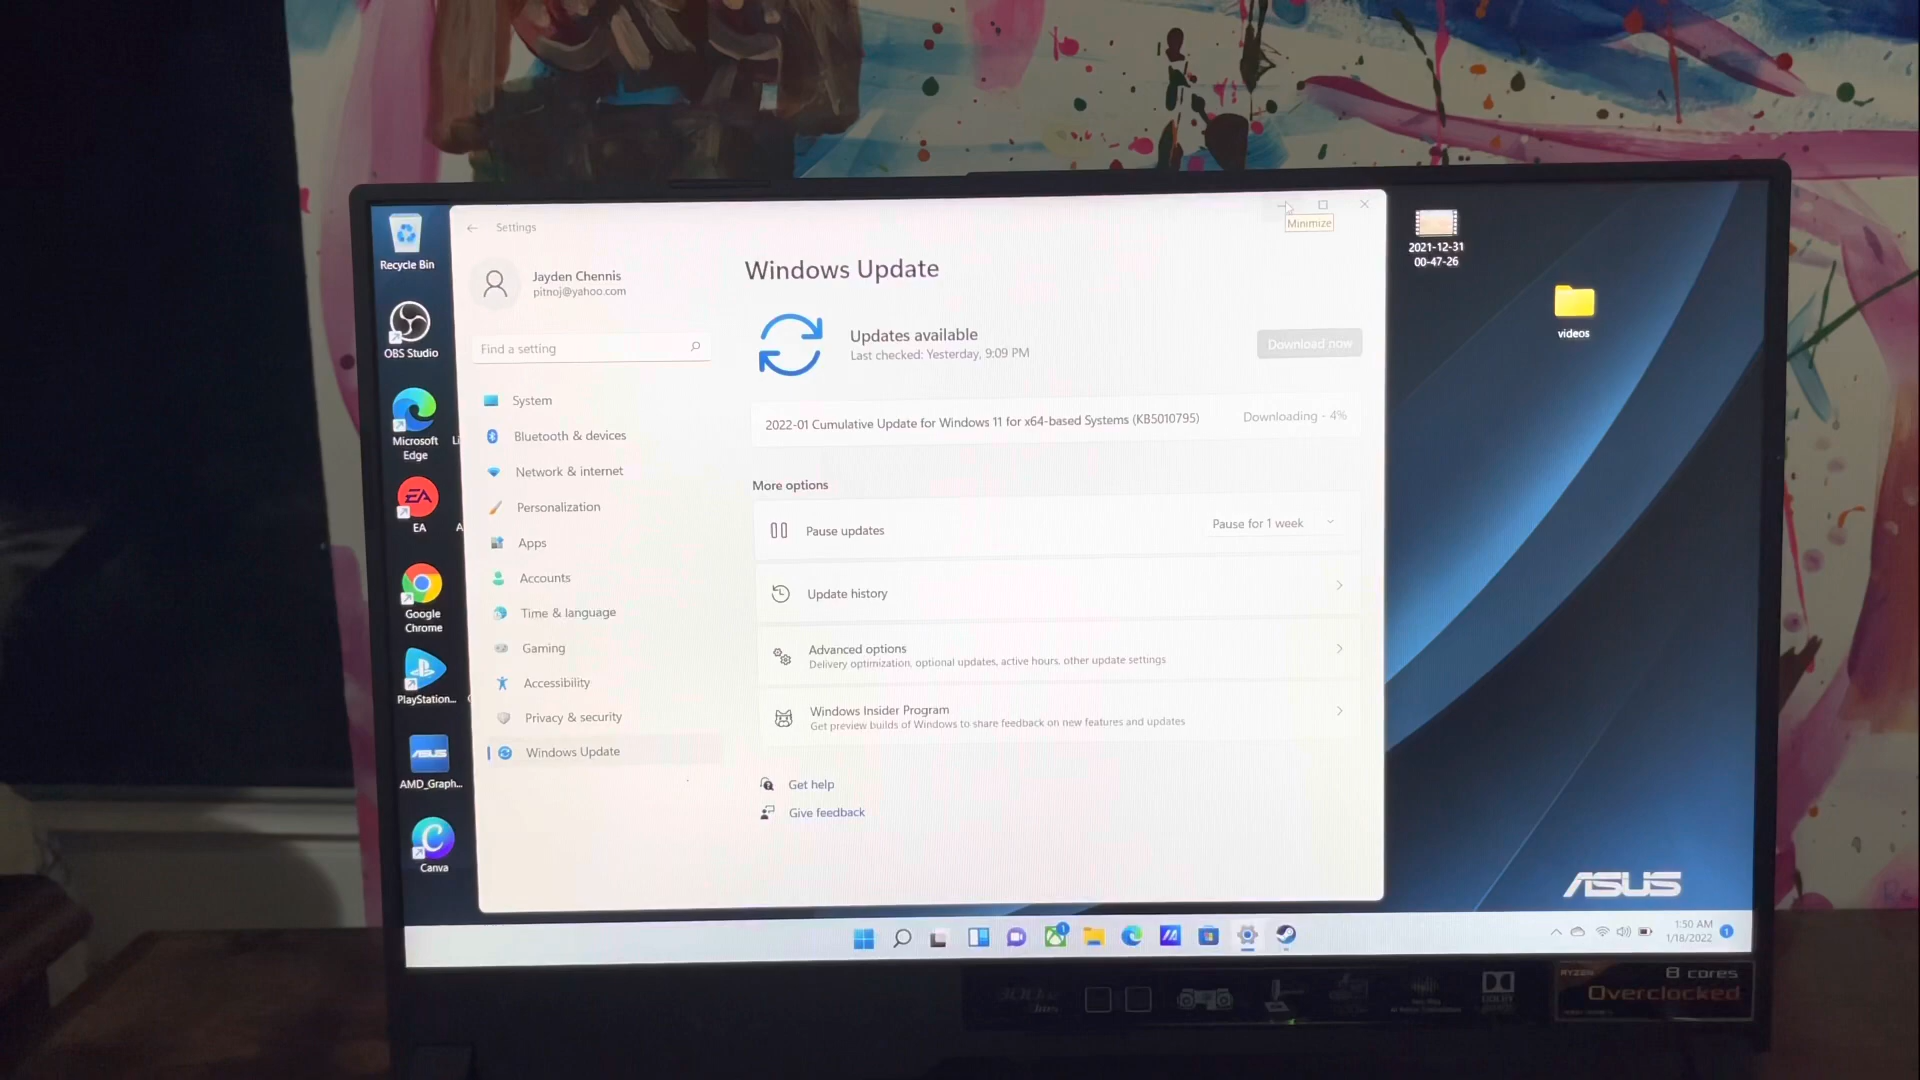 Settings
Minimize
Jayden Chennis
pitnoj@yahoo.com
Find a setting
System
Bluetooth & devices
Network & internet
Personalization
Apps
Accounts
Time & language
Gaming
Accessibility
Privacy & security
Windows Update
Windows Update
Updates available
Last checked: Yesterday, 9:09 PM
Download now
2022-01 Cumulative Update for Windows 11 for x64-based Systems (KB5010795)
Downloading - 4%
More options
Pause updates
Pause for 1 week
Update history
Advanced options
Delivery optimization, optional updates, active hours, other update settings
Windows Insider Program
Get preview builds of Windows to share feedback on new features and updates
Get help
Give feedback
Recycle Bin
OBS Studio
Microsoft
Edge
EA
EA
Google
Chrome
PlayStation...
ASUS
AMD_Graph...
Canva
2021-12-31
00-47-26
videos
ASUS
1:50 AM
1/18/2022
1
1
RYZEN
8 cores
Overclocked